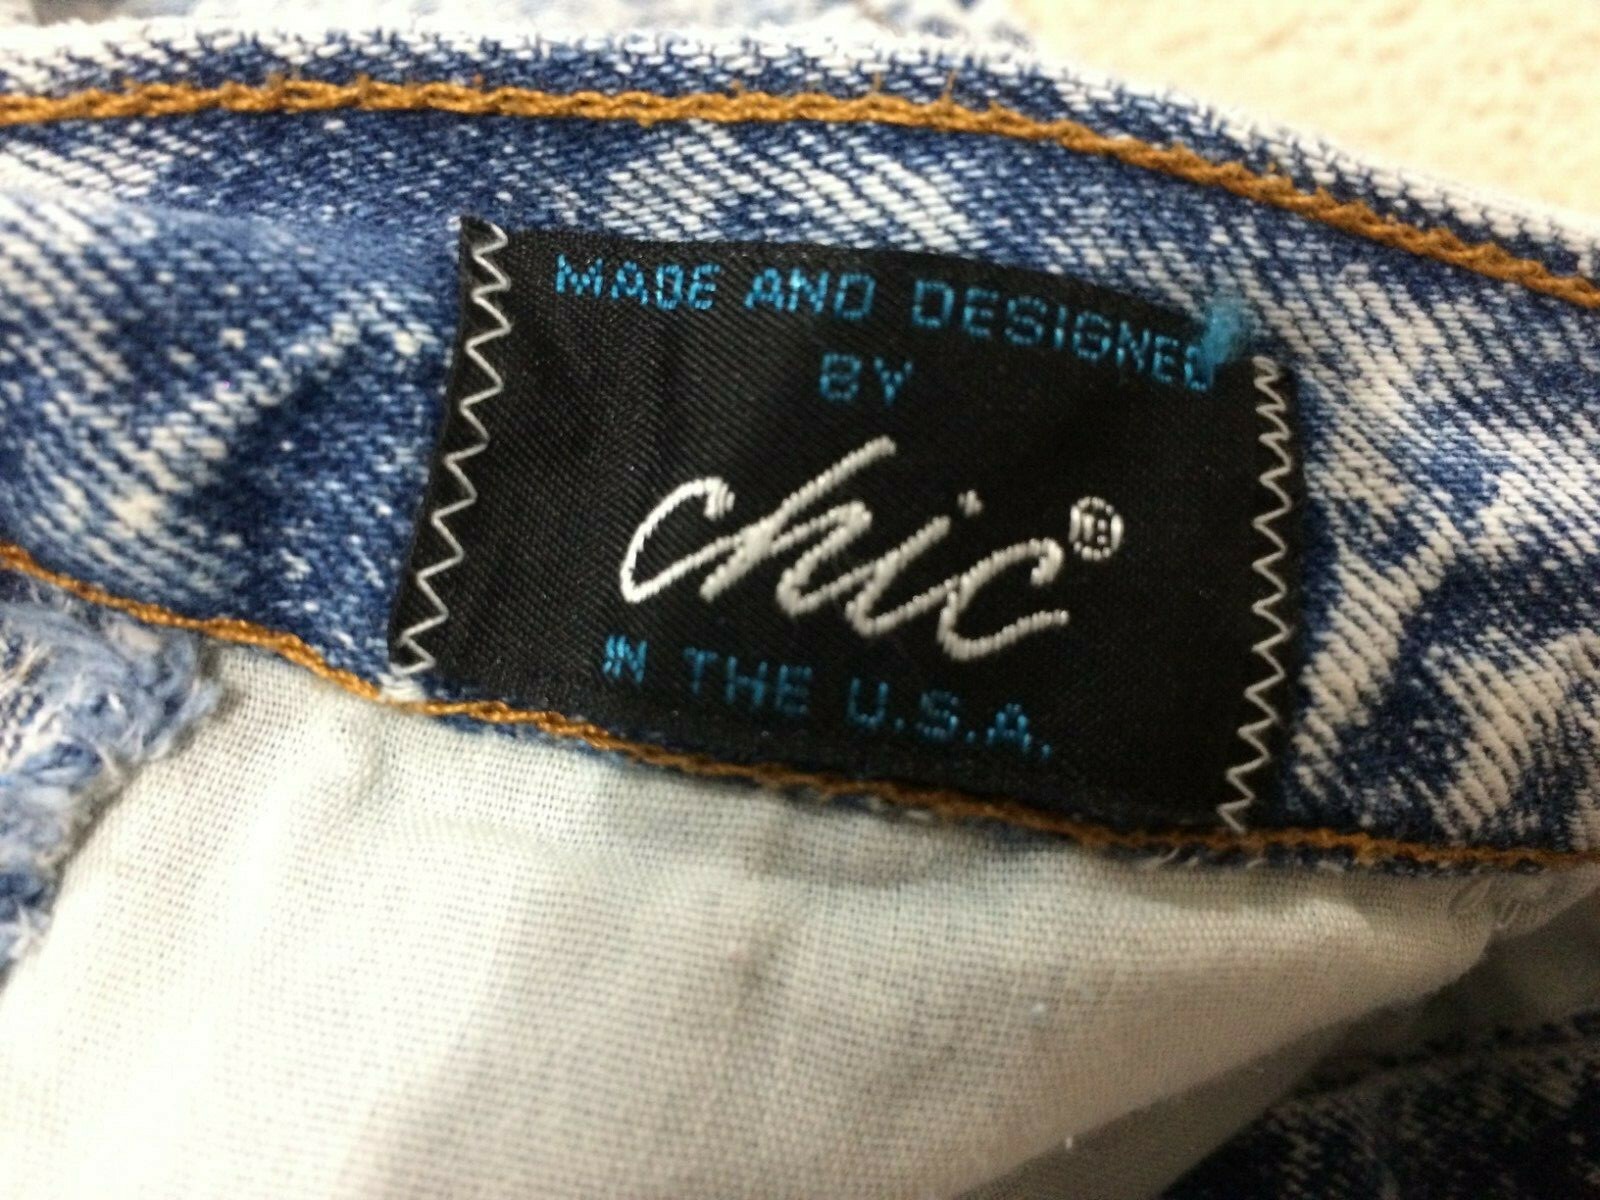 MADE AND DESIGNED
BY
chic®
IN THE U.S.A.